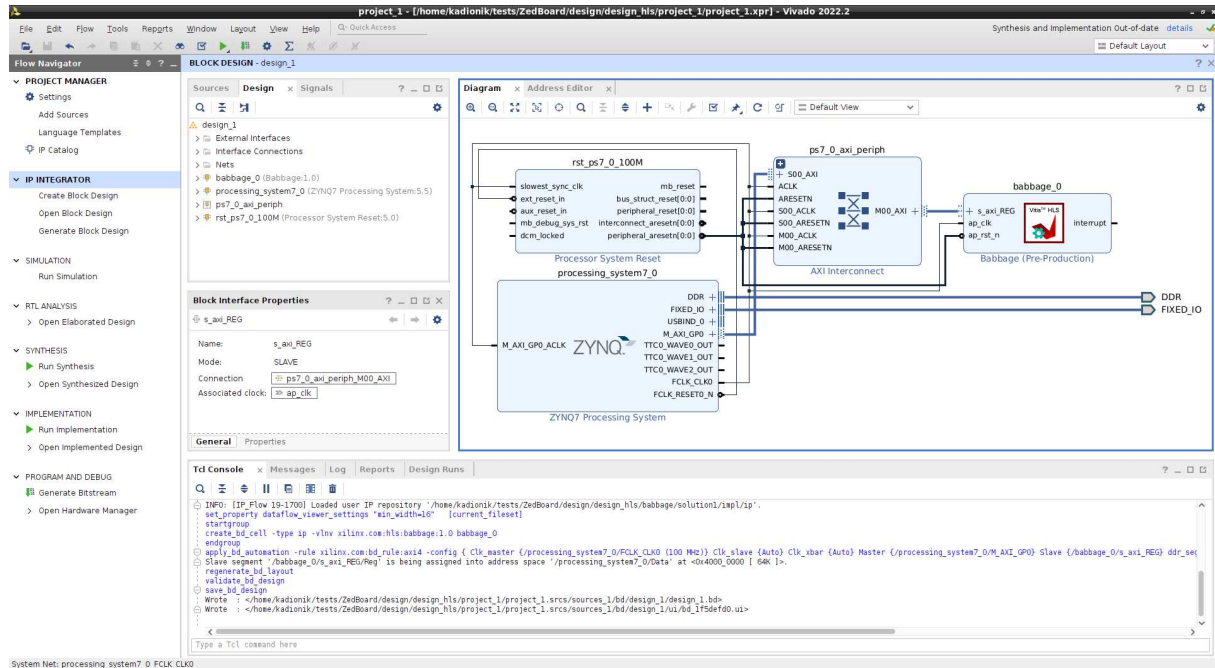 project_1 - [/home/kadionik/tests/ZedBoard/design/design_hls/project_1/project_1.xpr] - Vivado 2022.2
File Edit Flow Tools Reports Window Layout View Help Quick Access
Synthesis and Implementation Out-of-date details
Default Layout
Flow Navigator
PROJECT MANAGER
Settings
Add Sources
Language Templates
IP Catalog
IP INTEGRATOR
Create Block Design
Open Block Design
Generate Block Design
SIMULATION
Run Simulation
RTL ANALYSIS
Open Elaborated Design
SYNTHESIS
Run Synthesis
Open Synthesized Design
IMPLEMENTATION
Run Implementation
Open Implemented Design
PROGRAM AND DEBUG
Generate Bitstream
Open Hardware Manager
BLOCK DESIGN - design_1
Sources Design Signals
design_1
External Interfaces
Interface Connections
Nets
babbage_0 (Babbage:1.0)
processing_system7_0 (ZYNQ7 Processing System:5.5)
ps7_0_axi_periph
rst_ps7_0_100M (Processor System Reset:5.0)
Block Interface Properties
s_axi_REG
Name: s_axi_REG
Mode: SLAVE
Connection ps7_0_axi_periph_M00_AXI
Associated clock: ap_clk
General Properties
Diagram Address Editor
Default View
rst_ps7_0_100M
slowest_sync_clk mb_reset
ext_reset_in bus_struct_reset[0:0]
aux_reset_in peripheral_reset[0:0]
mb_debug_sys_rst interconnect_aresetn[0:0]
dcm_locked peripheral_aresetn[0:0]
Processor System Reset
ps7_0_axi_periph
S00_AXI
ACLK
ARESETN
S00_ACLK M00_AXI
S00_ARESETN
M00_ACLK
M00_ARESETN
AXI Interconnect
babbage_0
s_axi_REG
ap_clk interrupt
ap_rst_n
Vitis™ HLS
Babbage (Pre-Production)
processing_system7_0
DDR
FIXED_IO
USBIND_0
M_AXI_GP0
M_AXI_GP0_ACLK ZYNQ TTC0_WAVE0_OUT
TTC0_WAVE1_OUT
TTC0_WAVE2_OUT
FCLK_CLK0
FCLK_RESET0_N
ZYNQ7 Processing System
DDR
FIXED_IO
Tcl Console Messages Log Reports Design Runs
INFO: [IP_Flow 19-1700] Loaded user IP repository '/home/kadionik/tests/ZedBoard/design/design_hls/babbage/solution1/impl/ip'.
set_property dataflow_viewer_settings "min_width=16" [current_fileset]
startgroup
create_bd_cell -type ip -vlnv xilinx.com:hls:babbage:1.0 babbage_0
endgroup
apply_bd_automation -rule xilinx.com:bd_rule:axi4 -config { Clk_master {/processing_system7_0/FCLK_CLK0 (100 MHz)} Clk_slave {Auto} Clk_xbar {Auto} Master {/processing_system7_0/M_AXI_GP0} Slave {/babbage_0/s_axi_REG} ddr_seg
Slave segment '/babbage_0/s_axi_REG/Reg' is being assigned into address space '/processing_system7_0/Data' at <0x4000_0000 [ 64K ]>.
regenerate_bd_layout
validate_bd_design
save_bd_design
Wrote : </home/kadionik/tests/ZedBoard/design/design_hls/project_1/project_1.srcs/sources_1/bd/design_1/design_1.bd>
Wrote : </home/kadionik/tests/ZedBoard/design/design_hls/project_1/project_1.srcs/sources_1/bd/design_1/ui/bd_1f5defd0.ui>
Type a Tcl command here
System Net: processing_system7_0_FCLK_CLK0